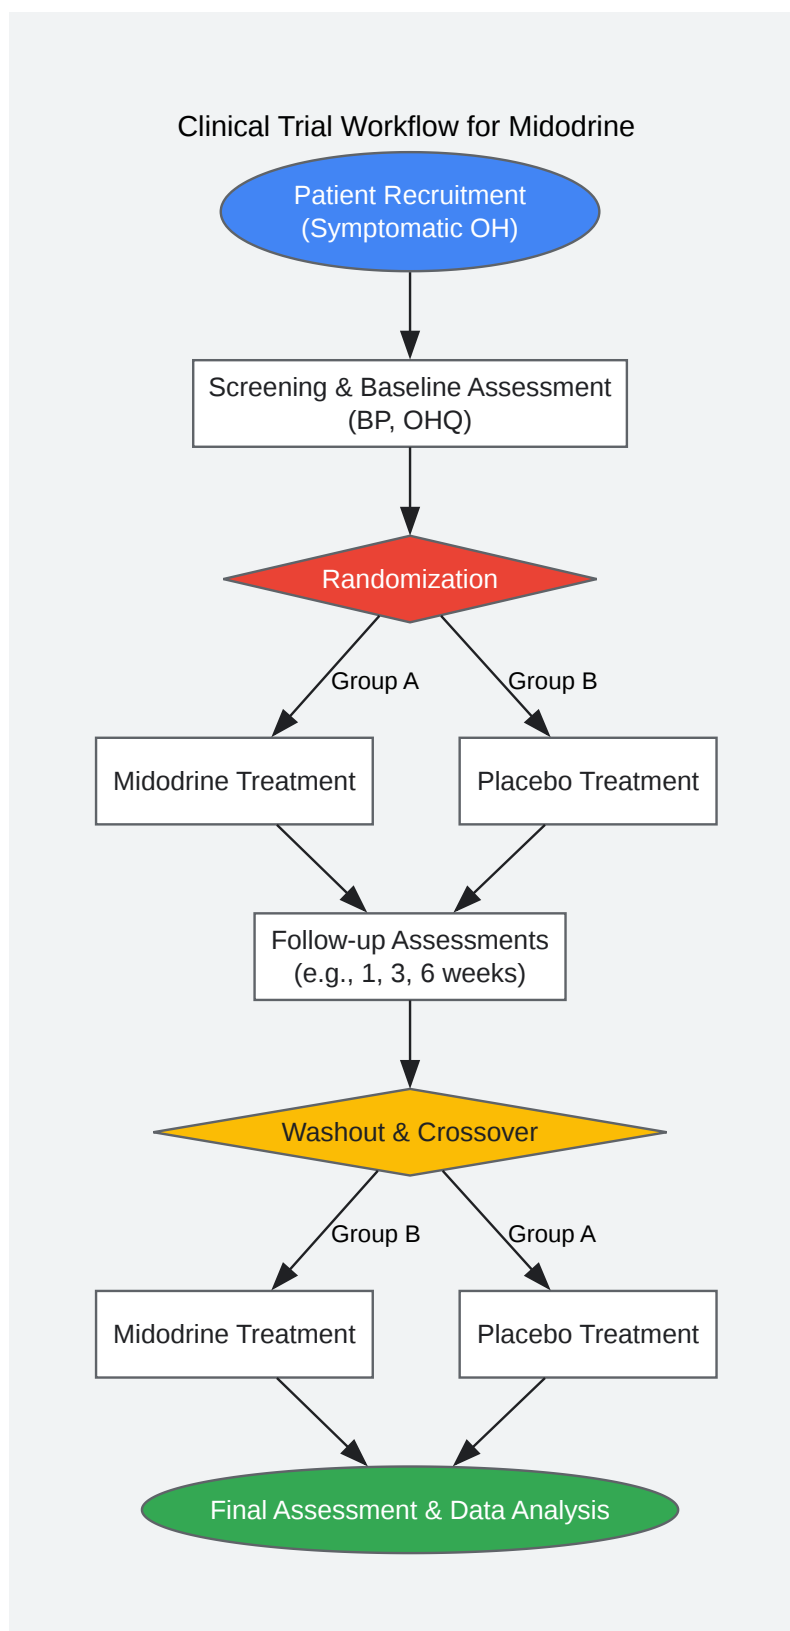 Clinical Trial Workflow for Midodrine
Patient Recruitment
(Symptomatic OH)
Screening & Baseline Assessment
(BP, OHQ)
Randomization
Group A
Group B
Midodrine Treatment
Placebo Treatment
Follow-up Assessments
(e.g., 1, 3, 6 weeks)
Washout & Crossover
Group B
Group A
Midodrine Treatment
Placebo Treatment
Final Assessment & Data Analysis